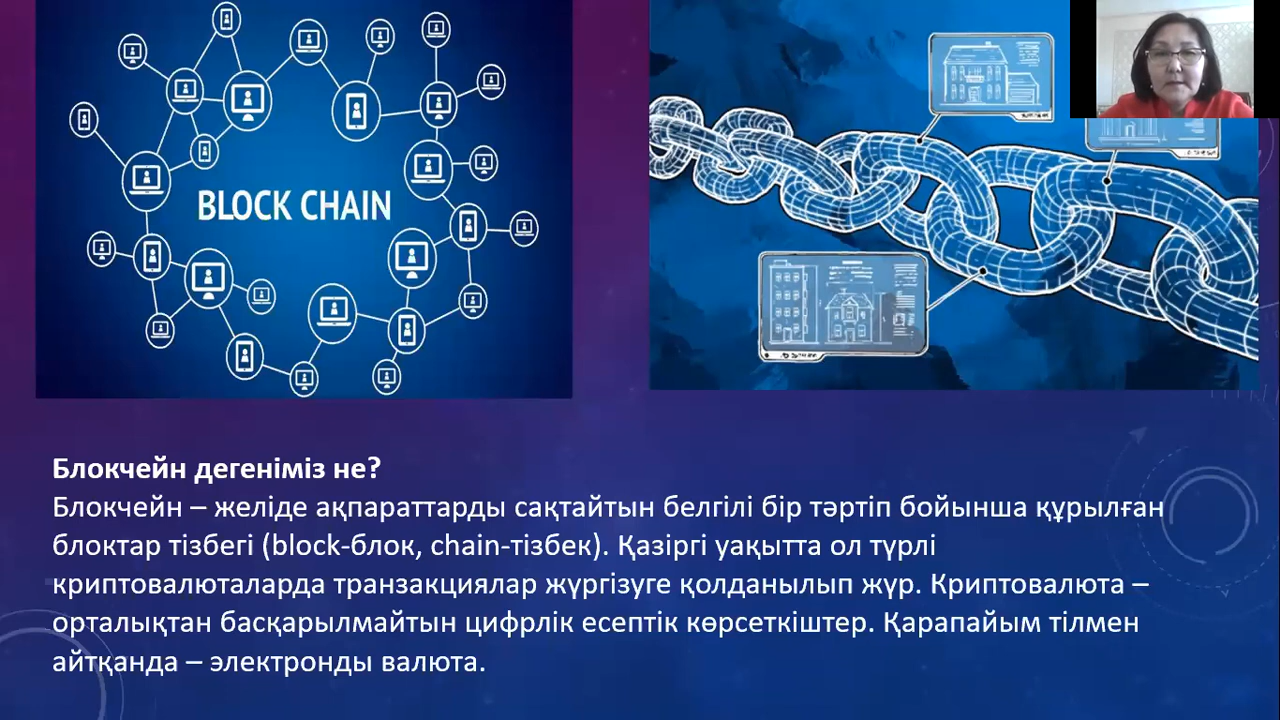 BLOCK CHAIN
Блокчейн дегеніміз не?
Блокчейн – желіде ақпараттарды сақтайтын белгілі бір тәртіп бойынша құрылған
блоктар тізбегі (block-блок, chain-тізбек). Қазіргі уақытта ол түрлі
криптовалюталарда транзакциялар жүргізуге қолданылып жүр. Криптовалюта –
орталықтан басқарылмайтын цифрлік есептік көрсеткіштер. Қарапайым тілмен
айтқанда – электронды валюта.